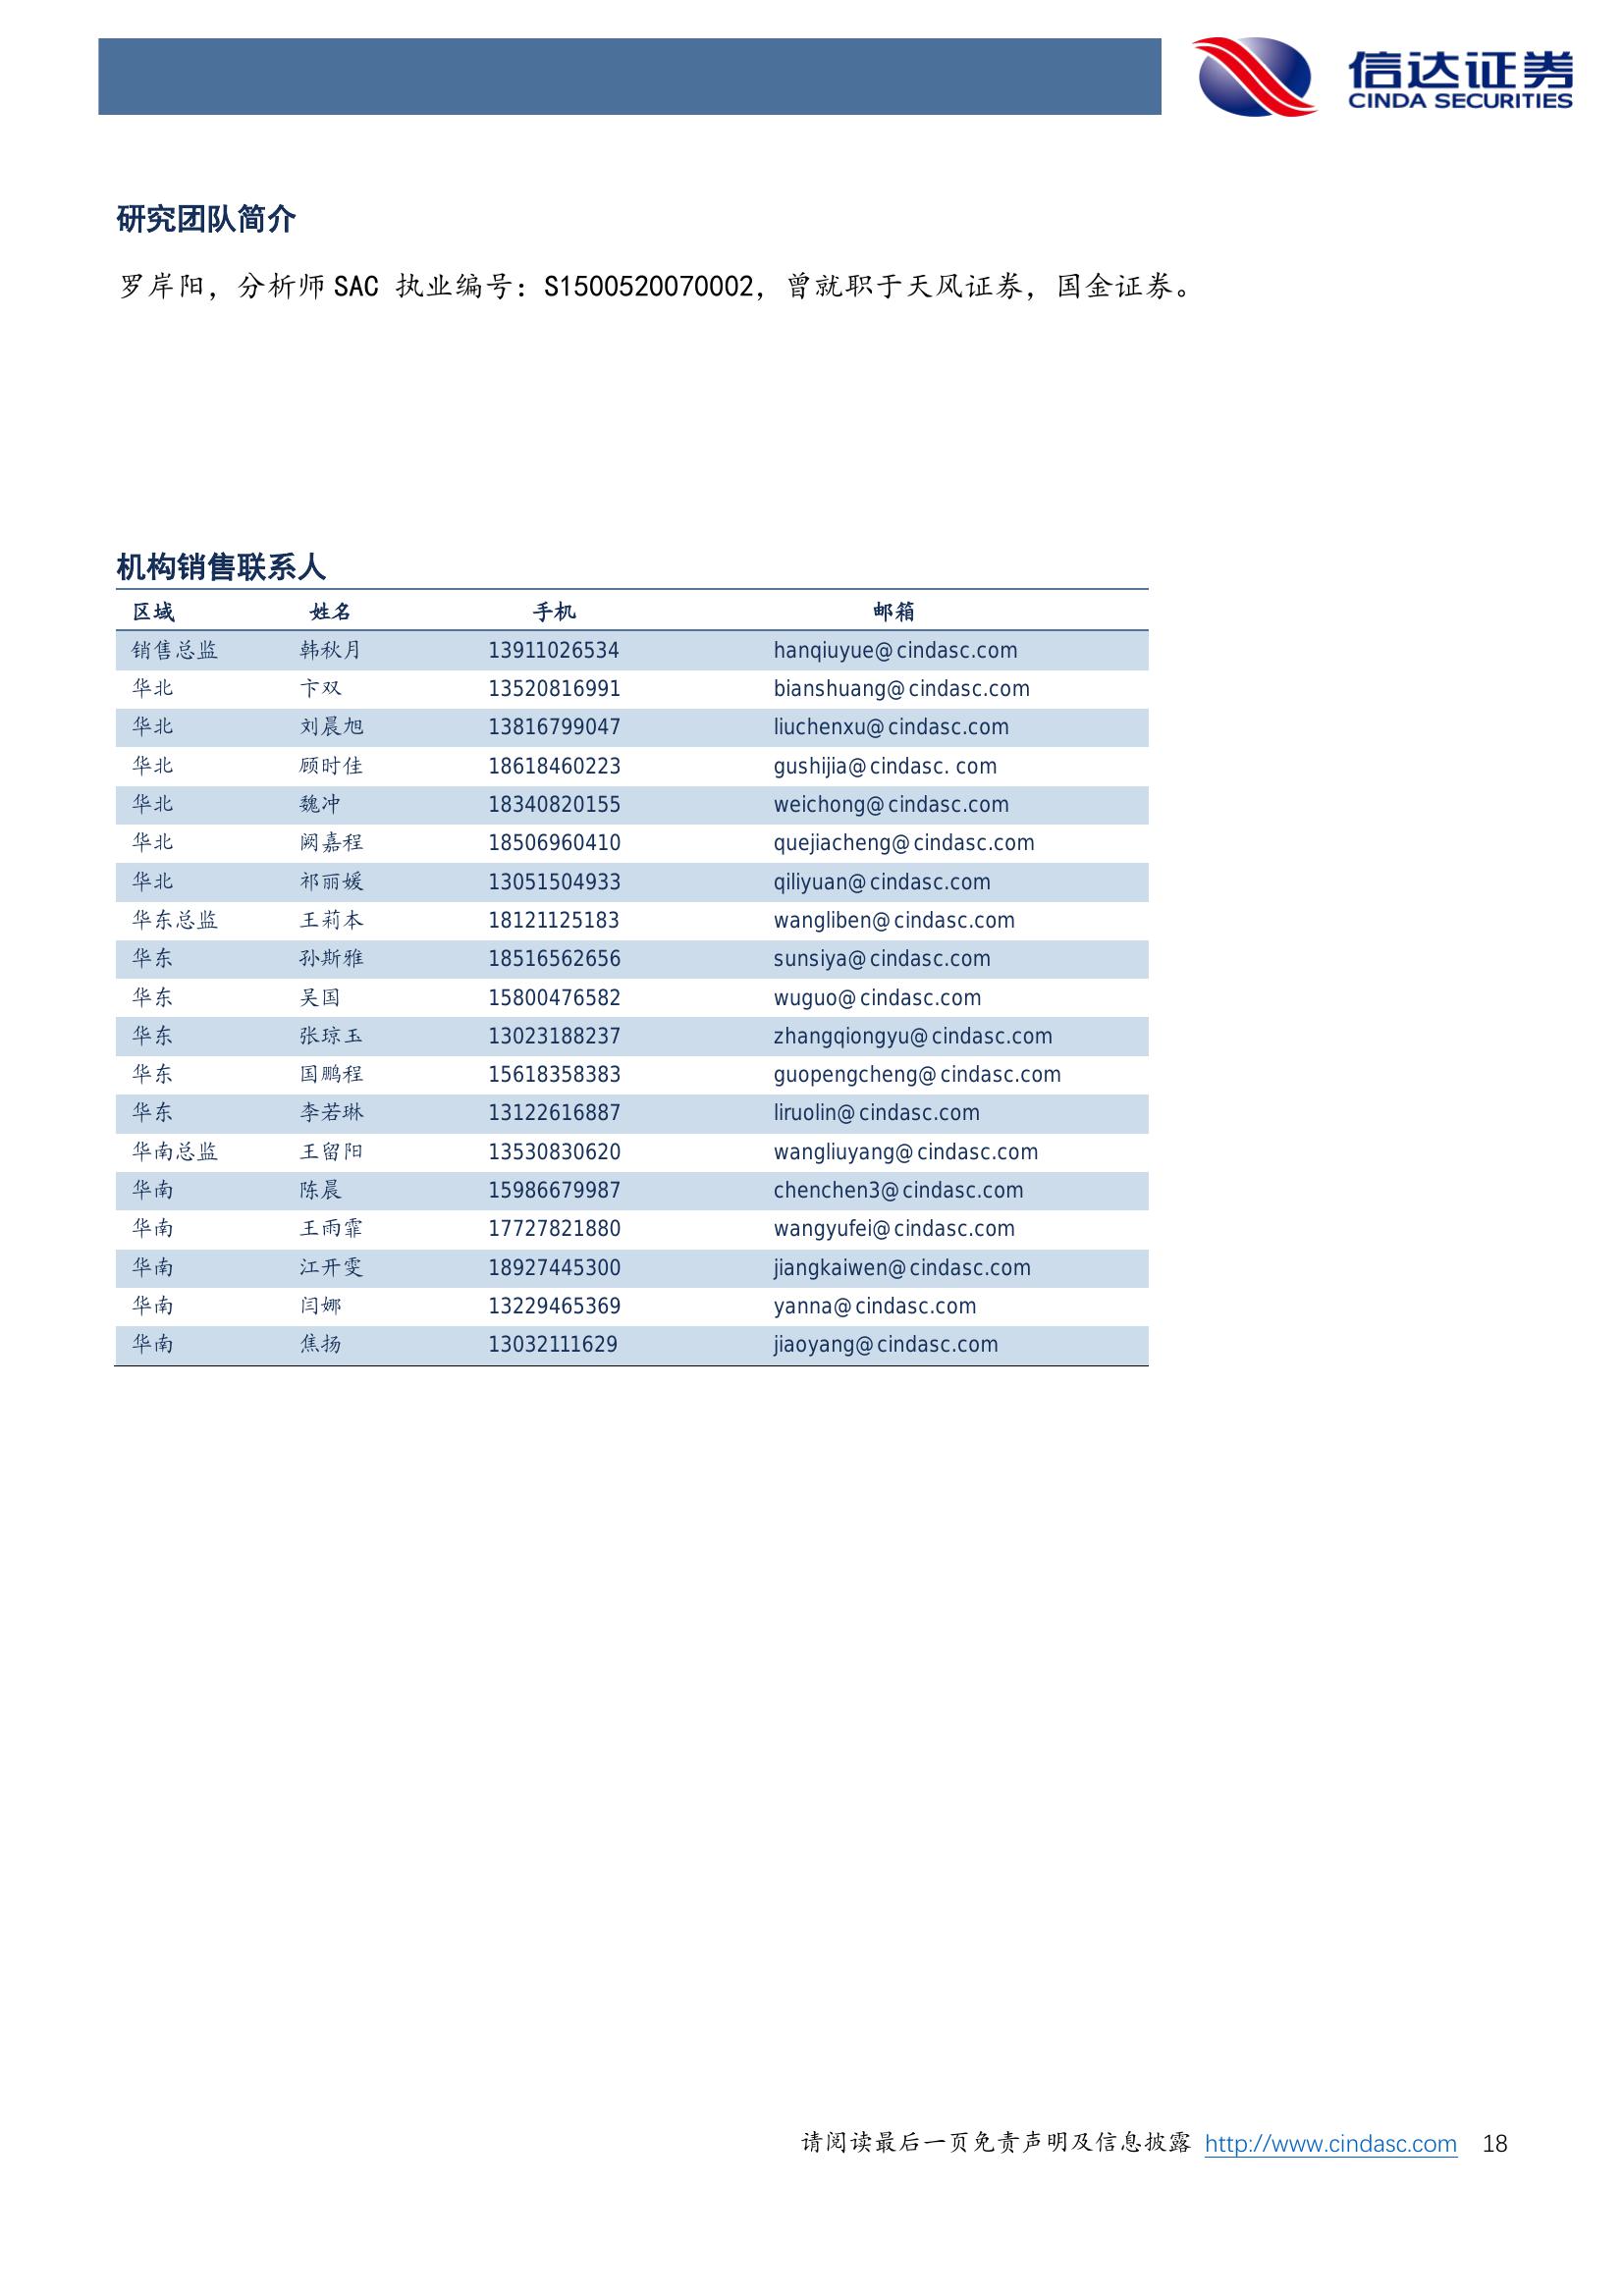 信达证券
CINDA SECURITIES
研究团队简介
罗岸阳，分析师 SAC 执业编号：S1500520070002，曾就职于天风证券，国金证券。
机构销售联系人
区域 姓名 手机 邮箱
销售总监 韩秋月 13911026534 hanqiuyue@cindasc.com
华北 卞双 13520816991 bianshuang@cindasc.com
华北 刘晨旭 13816799047 liuchenxu@cindasc.com
华北 顾时佳 18618460223 gushijia@cindasc. com
华北 魏冲 18340820155 weichong@cindasc.com
华北 阙嘉程 18506960410 quejiacheng@cindasc.com
华北 祁丽媛 13051504933 qiliyuan@cindasc.com
华东总监 王莉本 18121125183 wangliben@cindasc.com
华东 孙斯雅 18516562656 sunsiya@cindasc.com
华东 吴国 15800476582 wuguo@cindasc.com
华东 张琼玉 13023188237 zhangqiongyu@cindasc.com
华东 国鹏程 15618358383 guopengcheng@cindasc.com
华东 李若琳 13122616887 liruolin@cindasc.com
华南总监 王留阳 13530830620 wangliuyang@cindasc.com
华南 陈晨 15986679987 chenchen3@cindasc.com
华南 王雨霏 17727821880 wangyufei@cindasc.com
华南 江开雯 18927445300 jiangkaiwen@cindasc.com
华南 闫娜 13229465369 yanna@cindasc.com
华南 焦扬 13032111629 jiaoyang@cindasc.com
请阅读最后一页免责声明及信息披露 http://www.cindasc.com 18